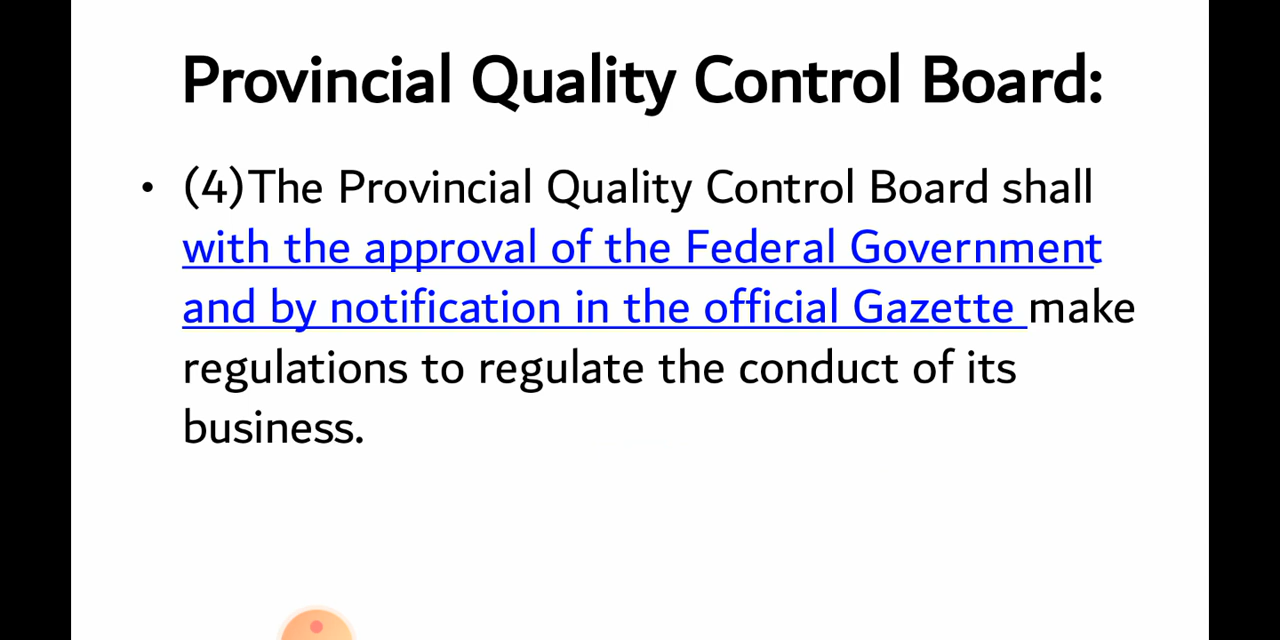 Provincial Quality Control Board:
• (4)The Provincial Quality Control Board shall
with the approval of the Federal Government
and by notification in the official Gazette make
regulations to regulate the conduct of its
business.